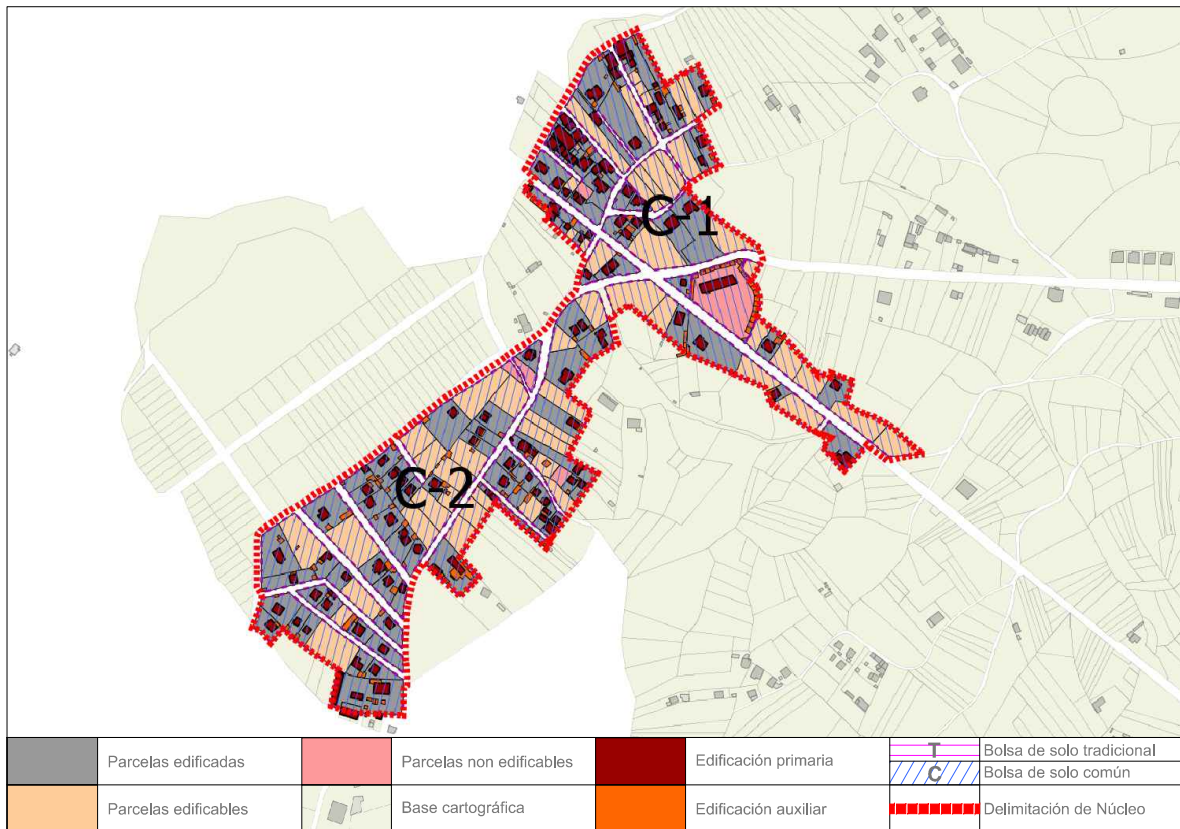 C-1
C-2
Parcelas edificadas
Parcelas non edificables
Edificación primaria
T
Bolsa de solo tradicional
C
Bolsa de solo común
Parcelas edificables
Base cartográfica
Edificación auxiliar
Delimitación de Núcleo